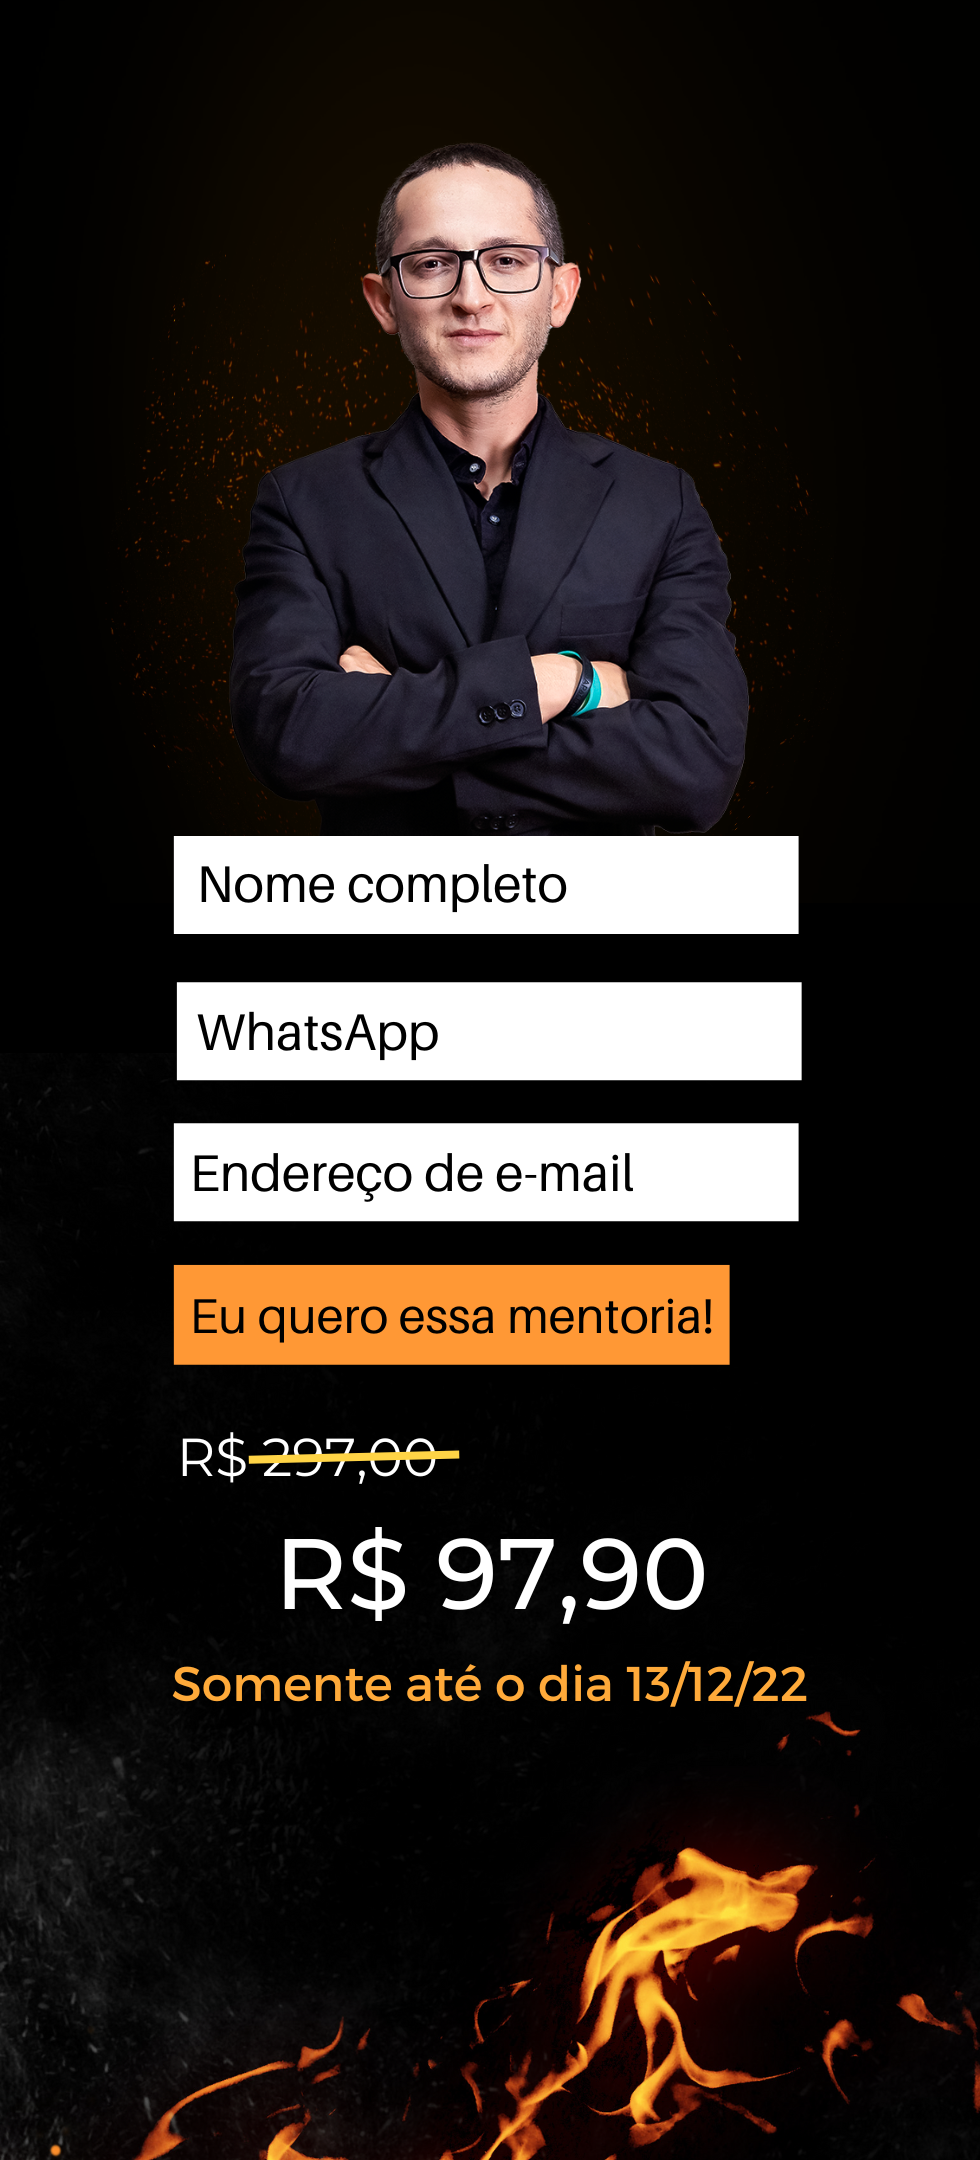 Nome completo
WhatsApp
Endereço de e-mail
Eu quero essa mentoria!
R$ 297,00
R$ 97,90
Somente até o dia 13/12/22